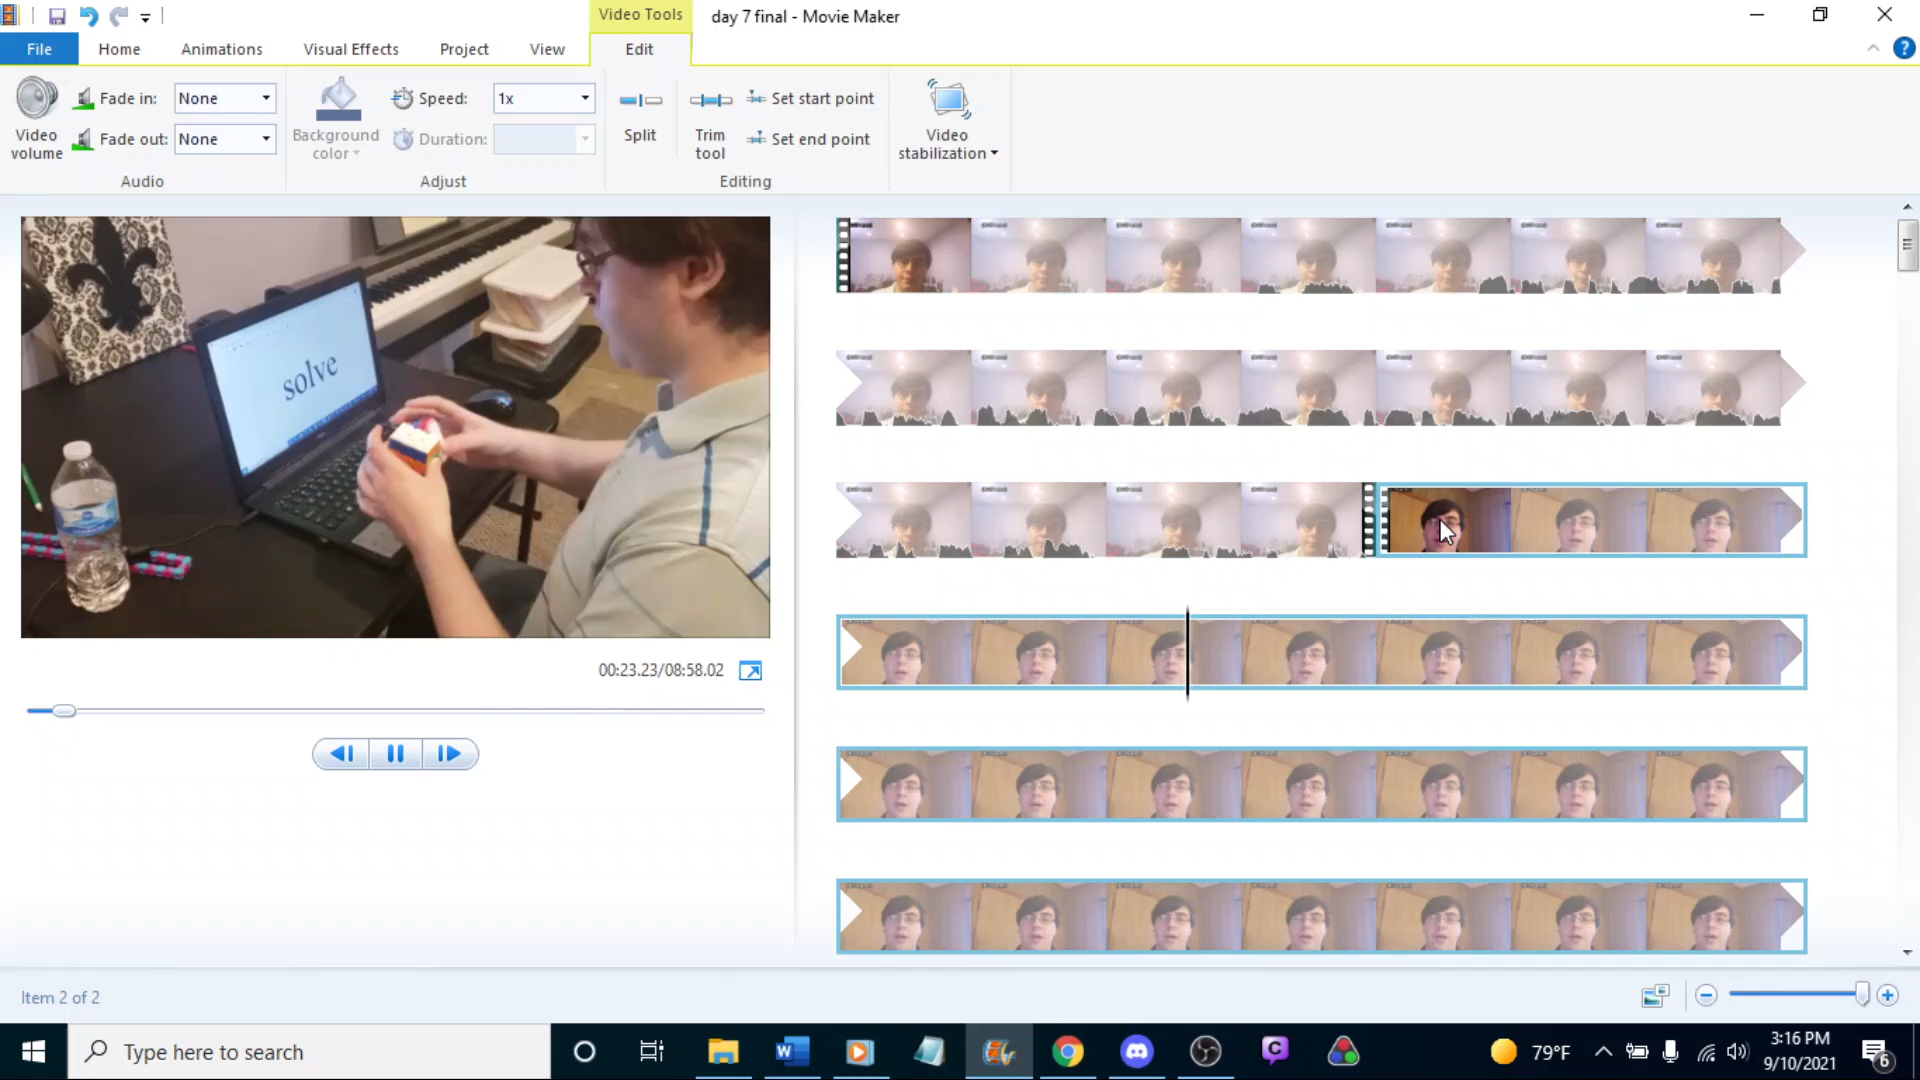 Video Tools
day 7 final - Movie Maker
File
Home
Animations
Visual Effects
Project
View
Edit
Video volume
Fade in: None
Fade out: None
Audio
Background color
Speed: 1x
Duration:
Adjust
Split
Trim tool
Set start point
Set end point
Editing
Video stabilization
solve
00:23.23/08:58.02
Item 2 of 2
Type here to search
79°F
3:16 PM
9/10/2021
6